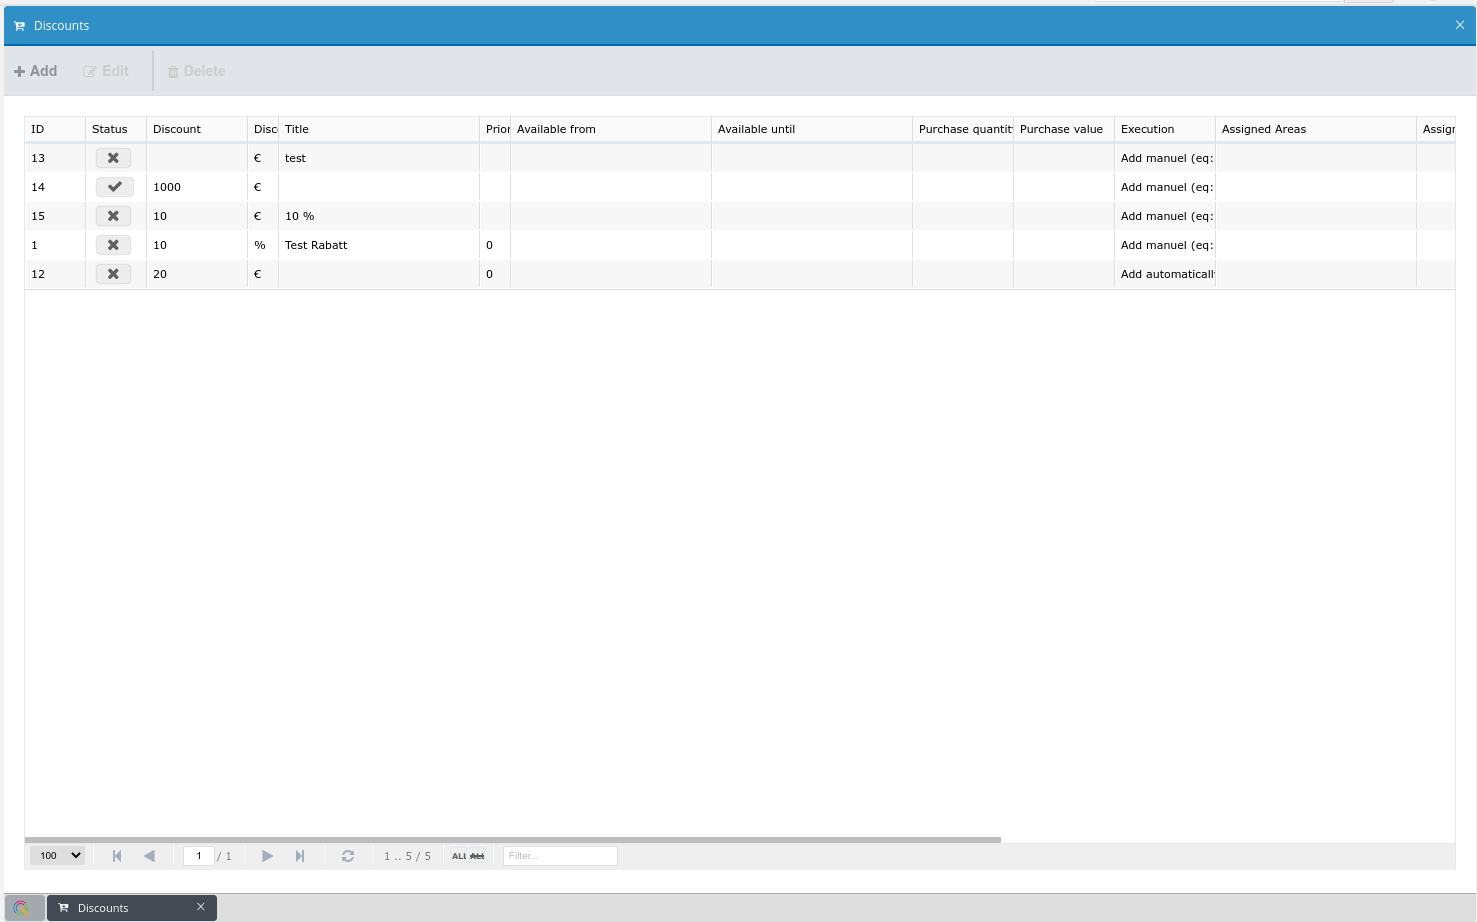 Discounts
Add Edit Delete
ID Status Discount Disc Title Prior Available from Available until Purchase quantit Purchase value Execution Assigned Areas Assigr
13 € test Add manuel (eq:
14 1000 € Add manuel (eq:
15 10 € 10 % Add manuel (eq:
1 10 % Test Rabatt 0 Add manuel (eq:
12 20 € 0 Add automatically
100 1 / 1 1 .. 5 / 5 ALL ALL Filter...
Discounts